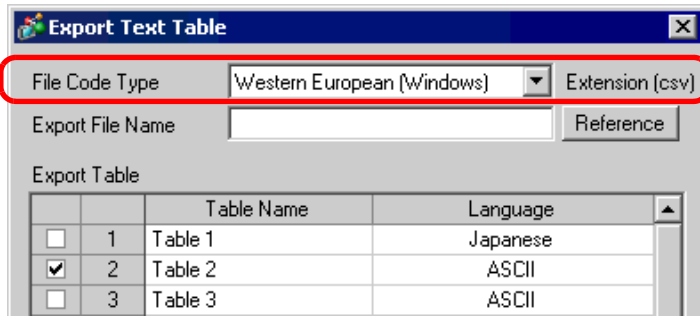 Export Text Table
File Code Type Western European (Windows) Extension (csv)
Export File Name Reference
Export Table
Table Name Language
1 Table 1 Japanese
2 Table 2 ASCII
3 Table 3 ASCII